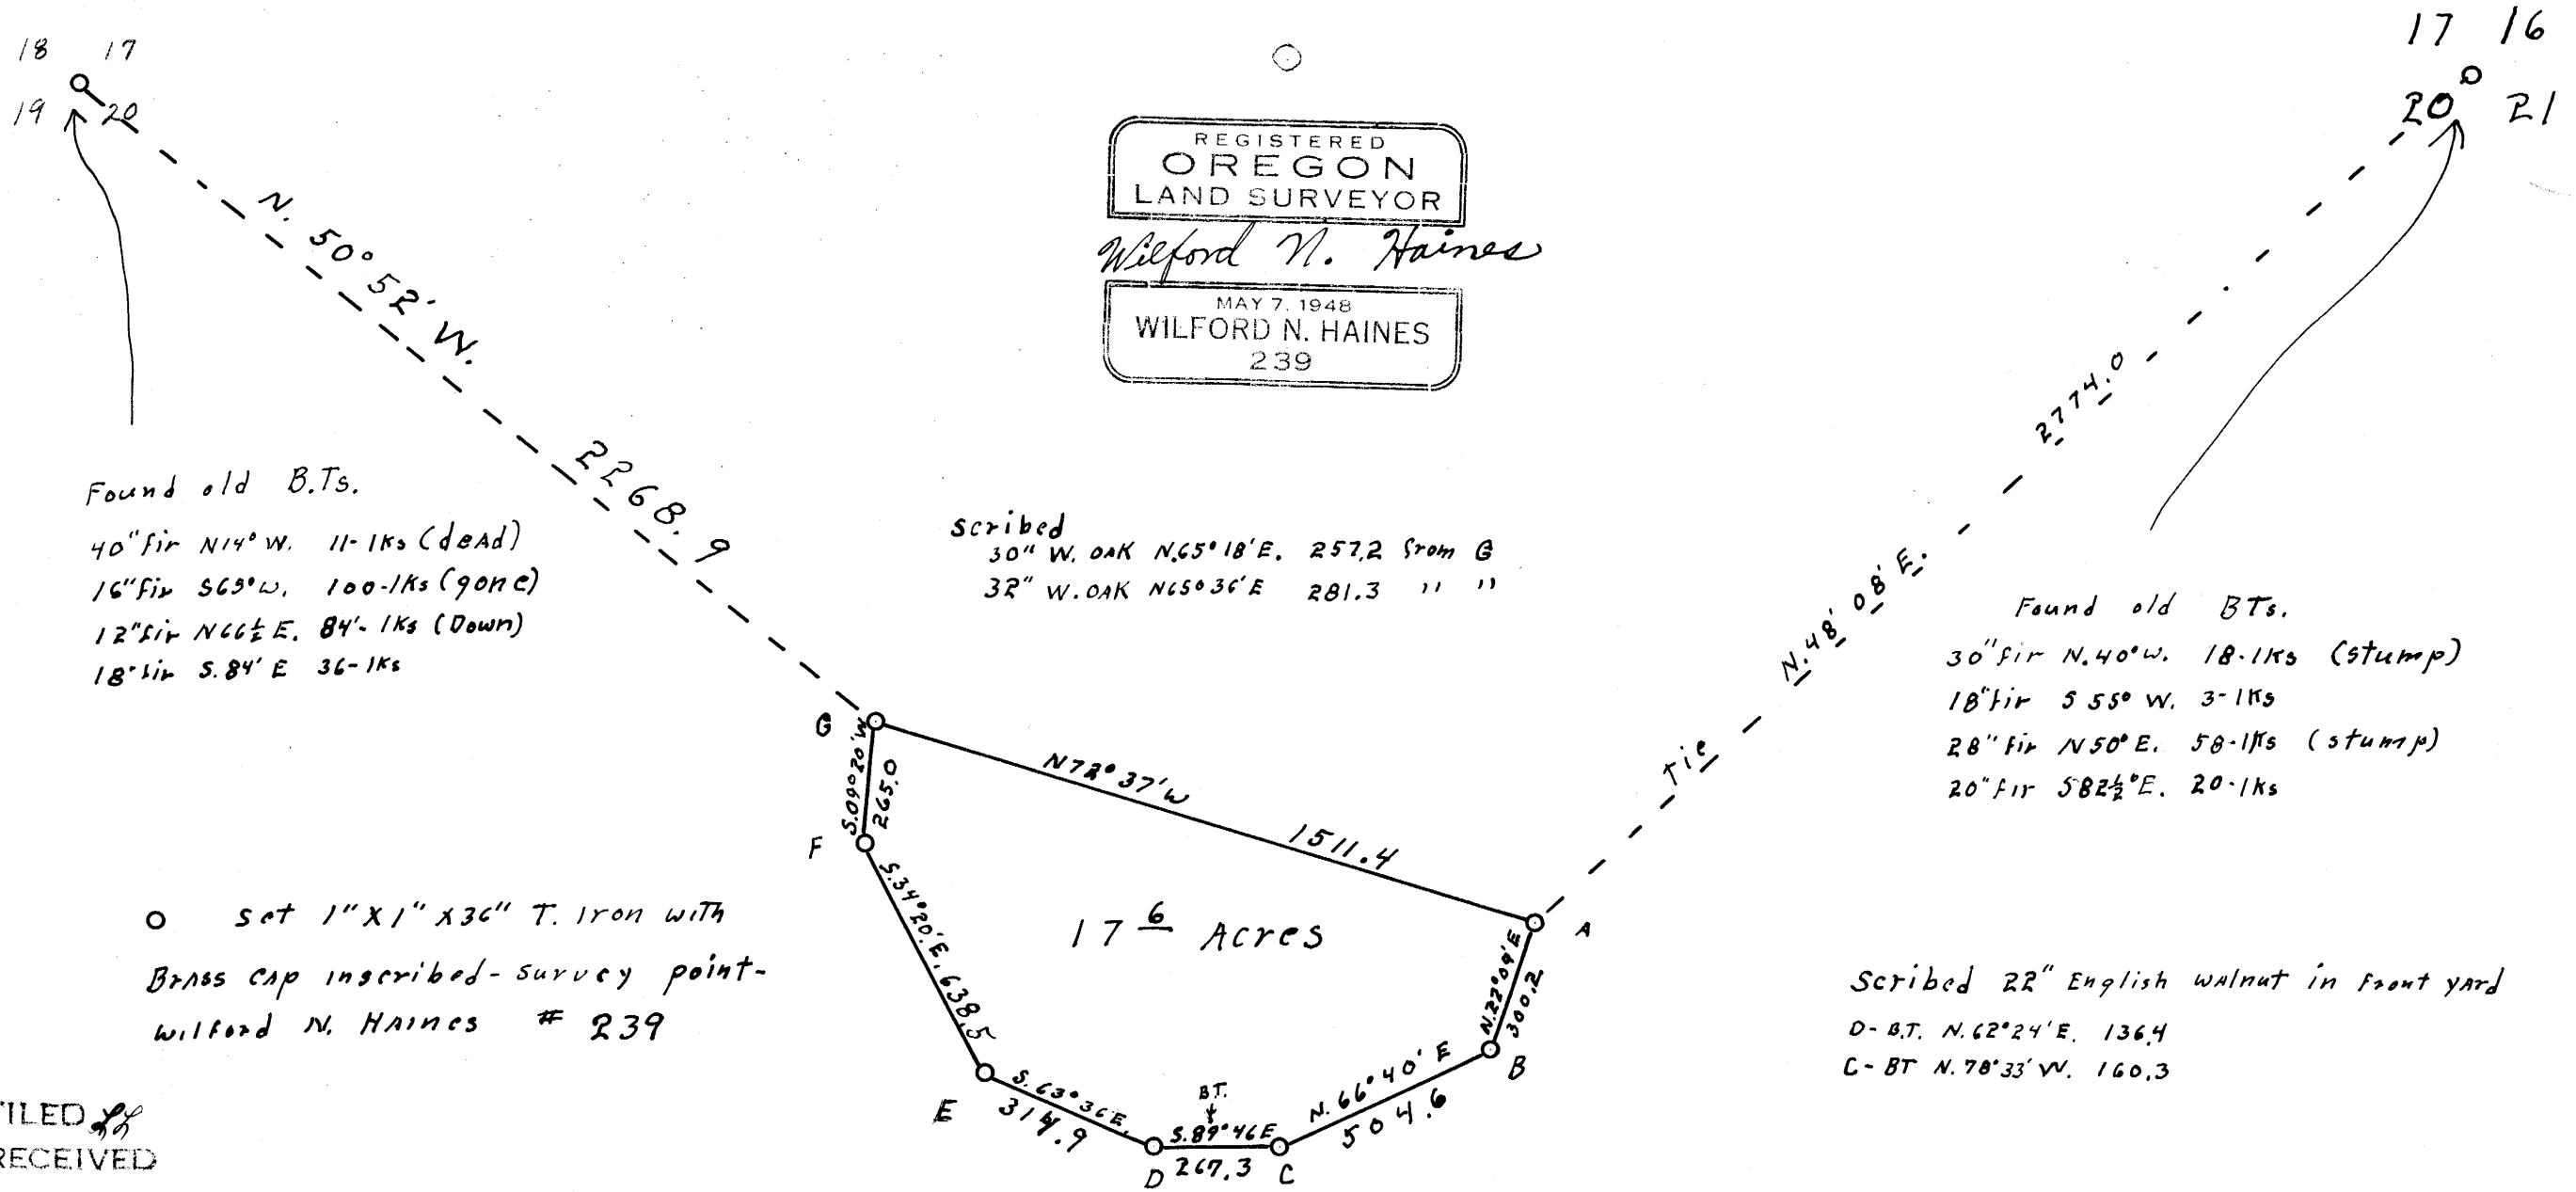 18 17
19 20
17 16
20 21
REGISTERED
OREGON
LAND SURVEYOR
Wilford N. Haines
MAY 7, 1948
WILFORD N. HAINES
239
N. 50° 52' W.
2268.9
2774.0
N. 48' 08' E.
Tie
Found old B.Ts.
40" fir N14° W. 11-lks (dead)
16" fir S65° W. 100-lks (gone)
12" fir N66½ E. 84'-lks (Down)
18" fir S. 84' E 36-lks
scribed
30" W. OAK N.65°18'E. 257.2 from G
32" W. OAK N65°36'E 281.3 " "
Found old BTs.
30" fir N. 40° W. 18-lks (stump)
18" fir S 55° W. 3-lks
28" fir N 50° E. 58-lks (stump)
20" fir S82½°E. 20-lks
G
S.09°20'W
265.0
N72°37'W
1511.4
F
S.34°20'E. 638.5
17 6 Acres
A
N.22°09'E
300.2
B
E
S.63°36E.
314.9
B.T.
S.89°46E
D 267.3 C
N. 66°40' E
504.6
O Set 1" X 1" X 36" T. Iron with
Brass cap inscribed - survey point -
Wilford N. Haines # 239
Scribed 22" English walnut in front yard
D - B.T. N. 62°24' E. 136.4
C - BT N. 78°33' W. 160.3
FILED
RECEIVED